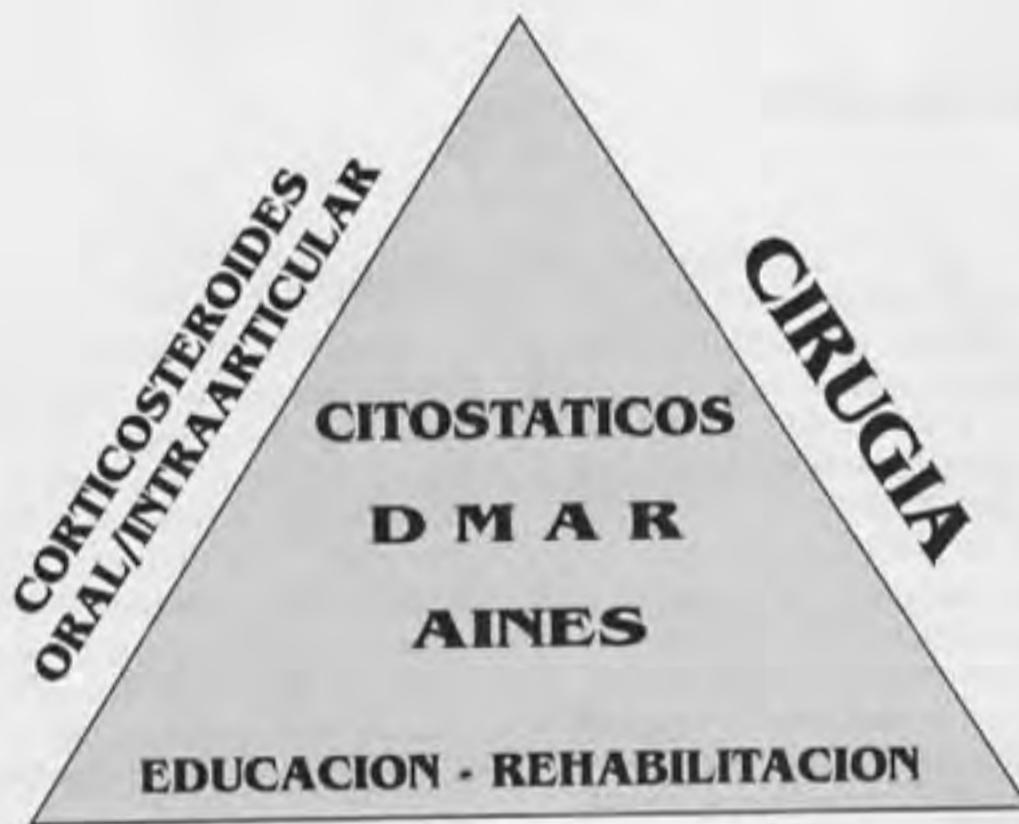 CORTICOSTEROIDES
ORAL/INTRAARTICULAR
CIRUGIA
CITOSTATICOS
D M A R
AINES
EDUCACION - REHABILITACION